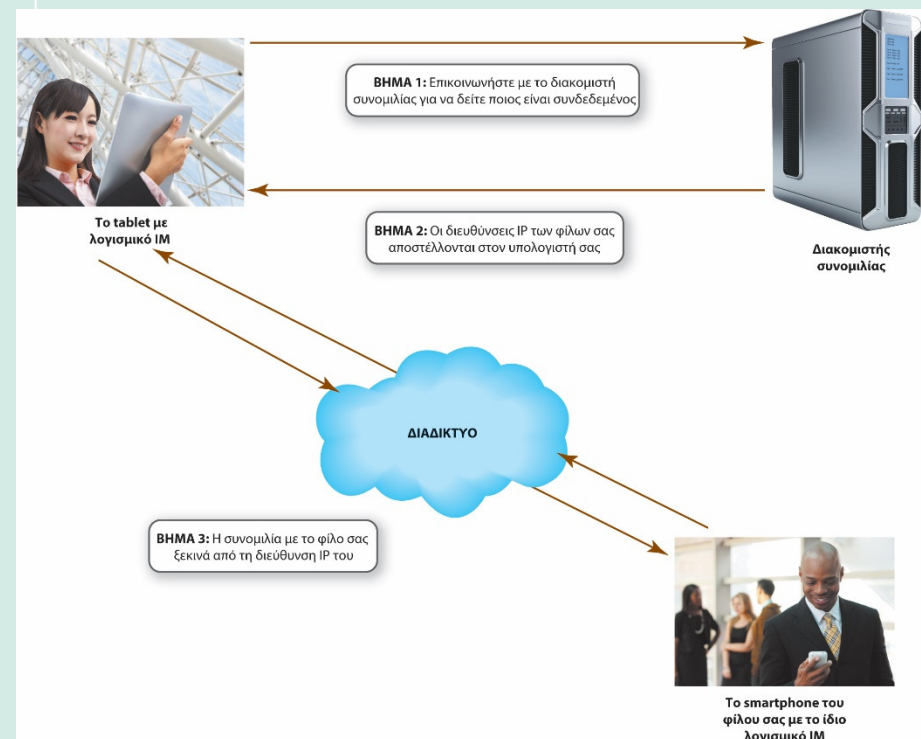 ΒΗΜΑ 1: Επικοινωνήστε με το διακομιστή
συνομιλίας για να δείτε ποιος είναι συνδεδεμένος
Το tablet με
λογισμικό IM
ΒΗΜΑ 2: Οι διευθύνσεις IP των φίλων σας
αποστέλλονται στον υπολογιστή σας
Διακομιστής
συνομιλίας
ΔΙΑΔΙΚΤΥΟ
ΒΗΜΑ 3: Η συνομιλία με το φίλο σας
ξεκινά από τη διεύθυνση IP του
Το smartphone του
φίλου σας με το ίδιο
λογισμικό IM